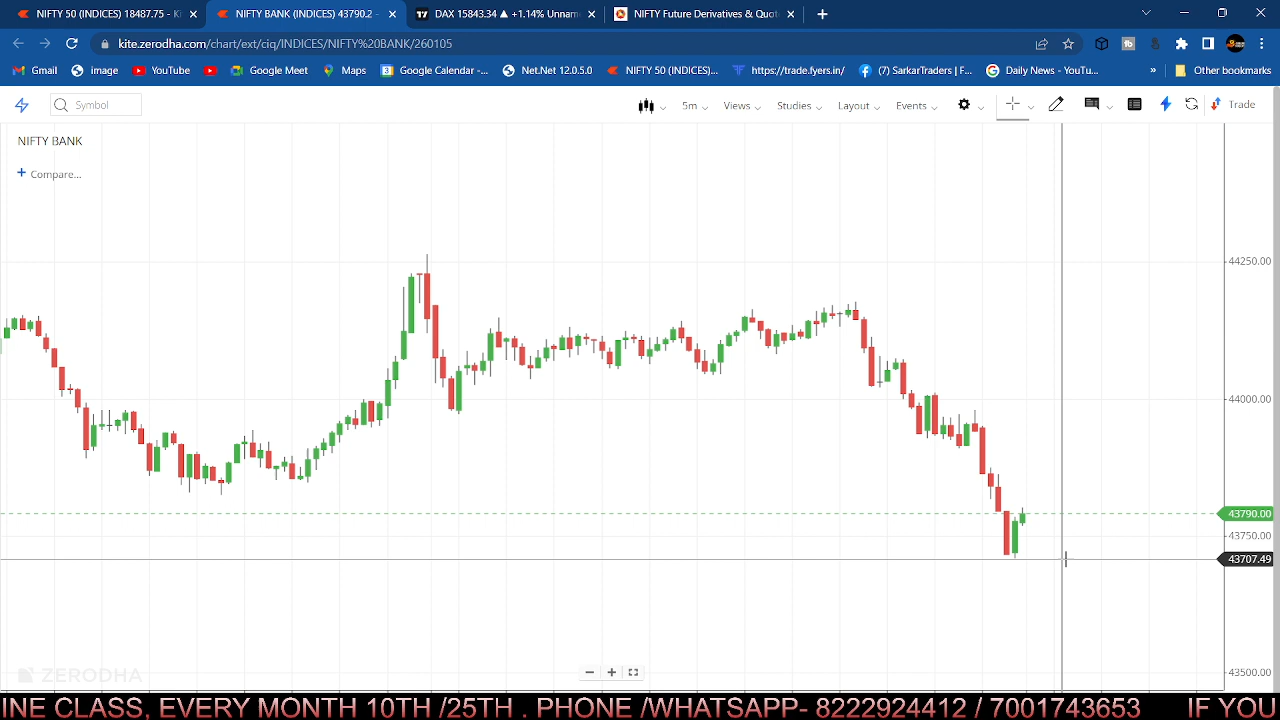 NIFTY 50 (INDICES) 18487.75 - Ki
NIFTY BANK (INDICES) 43790.2 -
DAX 15843.34 ▲ +1.14% Unnam
NIFTY Future Derivatives & Quot
kite.zerodha.com/chart/ext/ciq/INDICES/NIFTY%20BANK/260105
Gmail
image
YouTube
Google Meet
Maps
Google Calendar -...
Net.Net 12.0.5.0
NIFTY 50 (INDICES)...
https://trade.fyers.in/
(7) SarkarTraders | F...
Daily News - YouTu...
»
Other bookmarks
Symbol
5m
Views
Studies
Layout
Events
Trade
NIFTY BANK
+ Compare...
44250.00
44000.00
43790.00
43750.00
43707.49
43500.00
ZERODHA
INE CLASS, EVERY MONTH 10TH /25TH . PHONE /WHATSAPP- 8222924412 / 7001743653 IF YOU